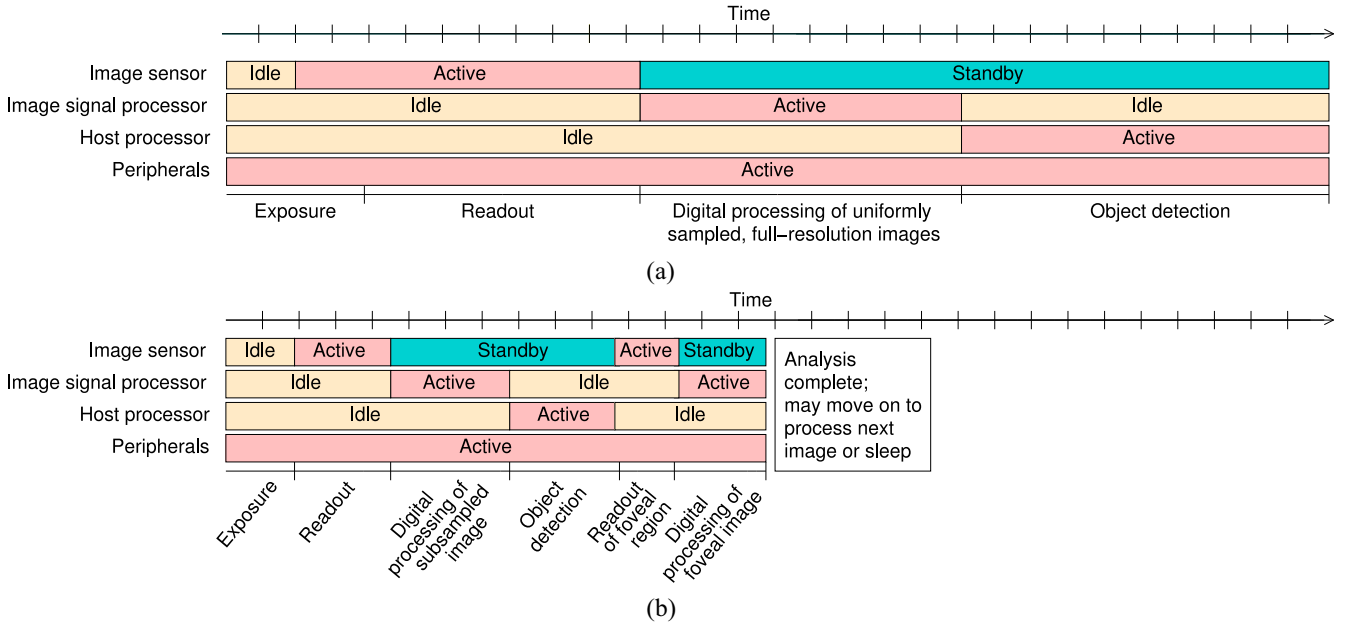 Time
Image sensor Idle Active Standby
Image signal processor Idle Active Idle
Host processor Idle Active
Peripherals Active
Exposure Readout Digital processing of uniformly Object detection
sampled, full−resolution images
(a)
Time
Image sensor Idle Active Standby Active Standby
Image signal processor Idle Active Idle Active
Host processor Idle Active Idle
Peripherals Active
Analysis
complete;
may move on to
process next
image or sleep
Exposure
Readout
Digital
processing of
subsampled
image
Object
detection
Readout
of foveal
region
Digital
processing of
foveal image
(b)